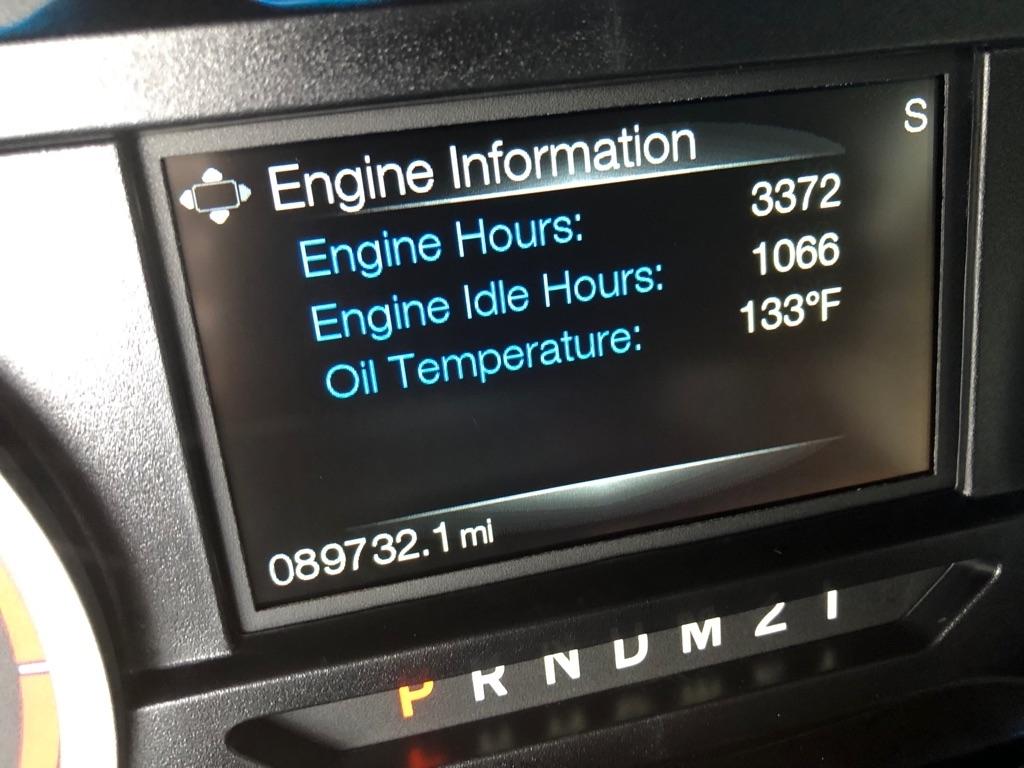 S
Engine Information
Engine Hours: 3372
Engine Idle Hours: 1066
Oil Temperature: 133°F
089732.1 mi
P R N D M 2 1